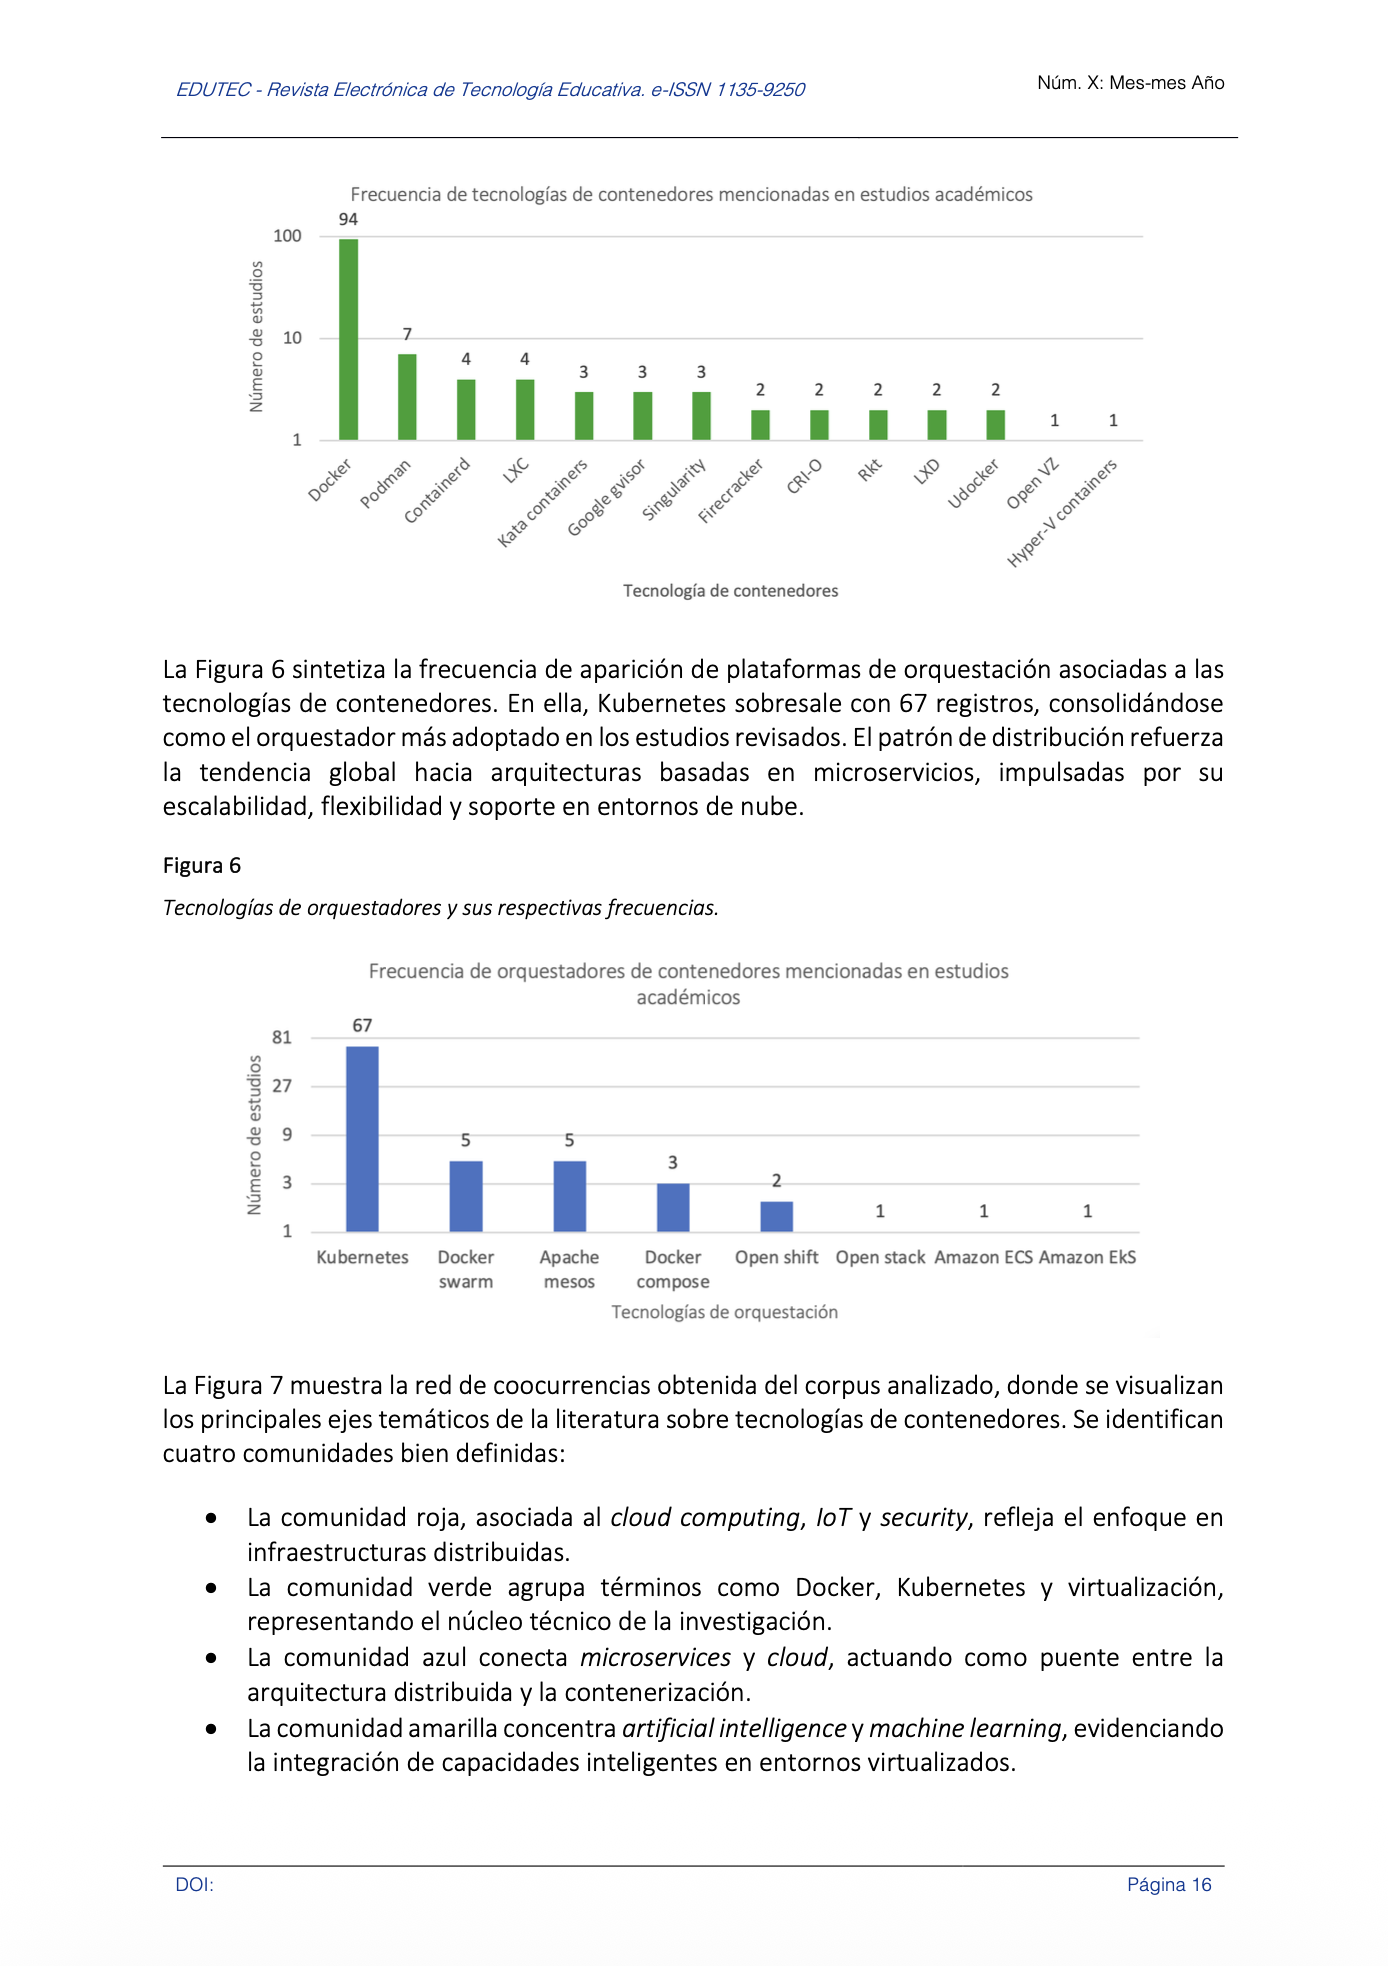 EDUTEC - Revista Electrónica de Tecnología Educativa. e-ISSN 1135-9250
Núm. X: Mes-mes Año
Frecuencia de tecnologías de contenedores mencionadas en estudios académicos
Número de estudios
100
10
1
94
7
4
4
3
3
3
2
2
2
2
2
1
1
Docker
Podman
Containerd
LXC
Kata containers
Google gvisor
Singularity
Firecracker
CRI-O
Rkt
LXD
Udocker
Open VZ
Hyper-V containers
Tecnología de contenedores
La Figura 6 sintetiza la frecuencia de aparición de plataformas de orquestación asociadas a las
tecnologías de contenedores. En ella, Kubernetes sobresale con 67 registros, consolidándose
como el orquestador más adoptado en los estudios revisados. El patrón de distribución refuerza
la tendencia global hacia arquitecturas basadas en microservicios, impulsadas por su
escalabilidad, flexibilidad y soporte en entornos de nube.
Figura 6
Tecnologías de orquestadores y sus respectivas frecuencias.
Frecuencia de orquestadores de contenedores mencionadas en estudios
académicos
Número de estudios
81
27
9
3
1
67
5
5
3
2
1
1
1
Kubernetes
Docker
swarm
Apache
mesos
Docker
compose
Open shift
Open stack
Amazon ECS
Amazon EkS
Tecnologías de orquestación
La Figura 7 muestra la red de coocurrencias obtenida del corpus analizado, donde se visualizan
los principales ejes temáticos de la literatura sobre tecnologías de contenedores. Se identifican
cuatro comunidades bien definidas:
• La comunidad roja, asociada al cloud computing, IoT y security, refleja el enfoque en
infraestructuras distribuidas.
• La comunidad verde agrupa términos como Docker, Kubernetes y virtualización,
representando el núcleo técnico de la investigación.
• La comunidad azul conecta microservices y cloud, actuando como puente entre la
arquitectura distribuida y la contenerización.
• La comunidad amarilla concentra artificial intelligence y machine learning, evidenciando
la integración de capacidades inteligentes en entornos virtualizados.
DOI:
Página 16